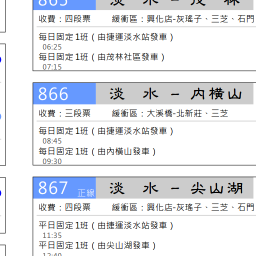 865 淡 水 – 茂 林
收費：四段票 緩衝區：興化店-灰瑤子、三芝、石門
每日固定 1班（由捷運淡水站發車）
06:25
每日固定 1班（由茂林社區發車）
07:15
866 淡 水 – 內横山
收費：三段票 緩衝區：大溪橋-北新莊、三芝
每日固定 1班（由捷運淡水站發車）
08:45
每日固定 1班（由內橫山發車）
09:30
867 正線 淡 水 – 尖山湖
收費：四段票 緩衝區：興化店-灰瑤子、三芝、石門
平日固定 1班（由捷運淡水站發車）
11:35
平日固定 1班（由尖山湖發車）
12:40